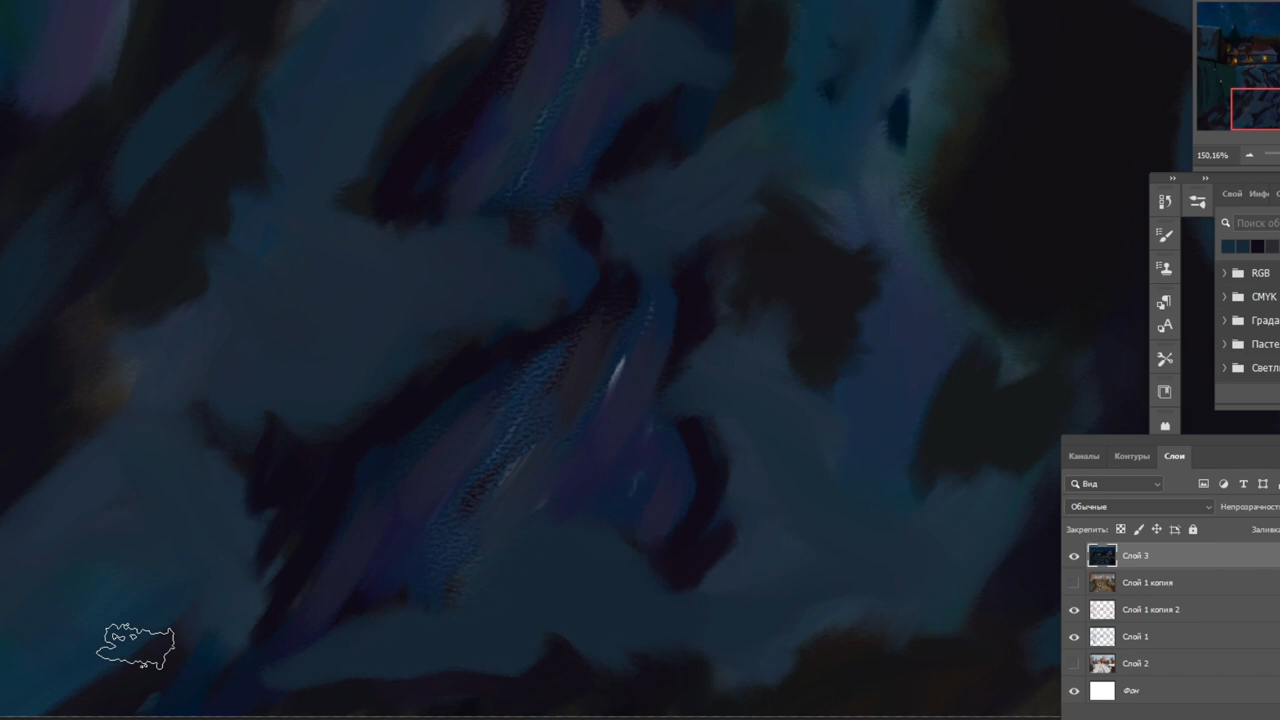 150,16%
Свой Инф
Поиск об
RGB
CMYK
Града
Пасте
Светл
Каналы Контуры Слои
Вид
Обычные Непрозрачност
Закрепить: Заливк
Слой 3
Слой 1 копия
Слой 1 копия 2
Слой 1
Слой 2
Фон